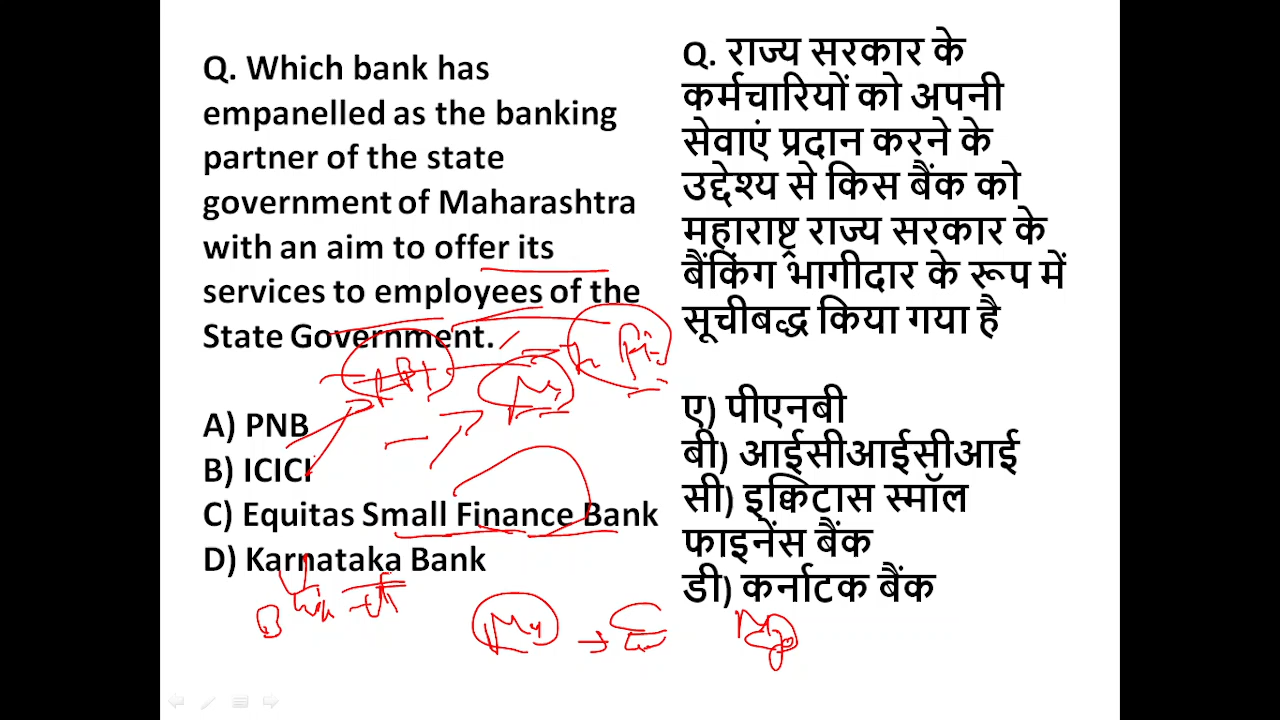 Q. Which bank has
empanelled as the banking
partner of the state
government of Maharashtra
with an aim to offer its
services to employees of the
State Government.
A) PNB
B) ICICI
C) Equitas Small Finance Bank
D) Karnataka Bank
Q. राज्य सरकार के
कर्मचारियों को अपनी
सेवाएं प्रदान करने के
उद्देश्य से किस बैंक को
महाराष्ट्र राज्य सरकार के
बैंकिंग भागीदार के रूप में
सूचीबद्ध किया गया है
ए) पीएनबी
बी) आईसीआईसीआई
सी) इक्विटास स्मॉल
फाइनेंस बैंक
डी) कर्नाटक बैंक